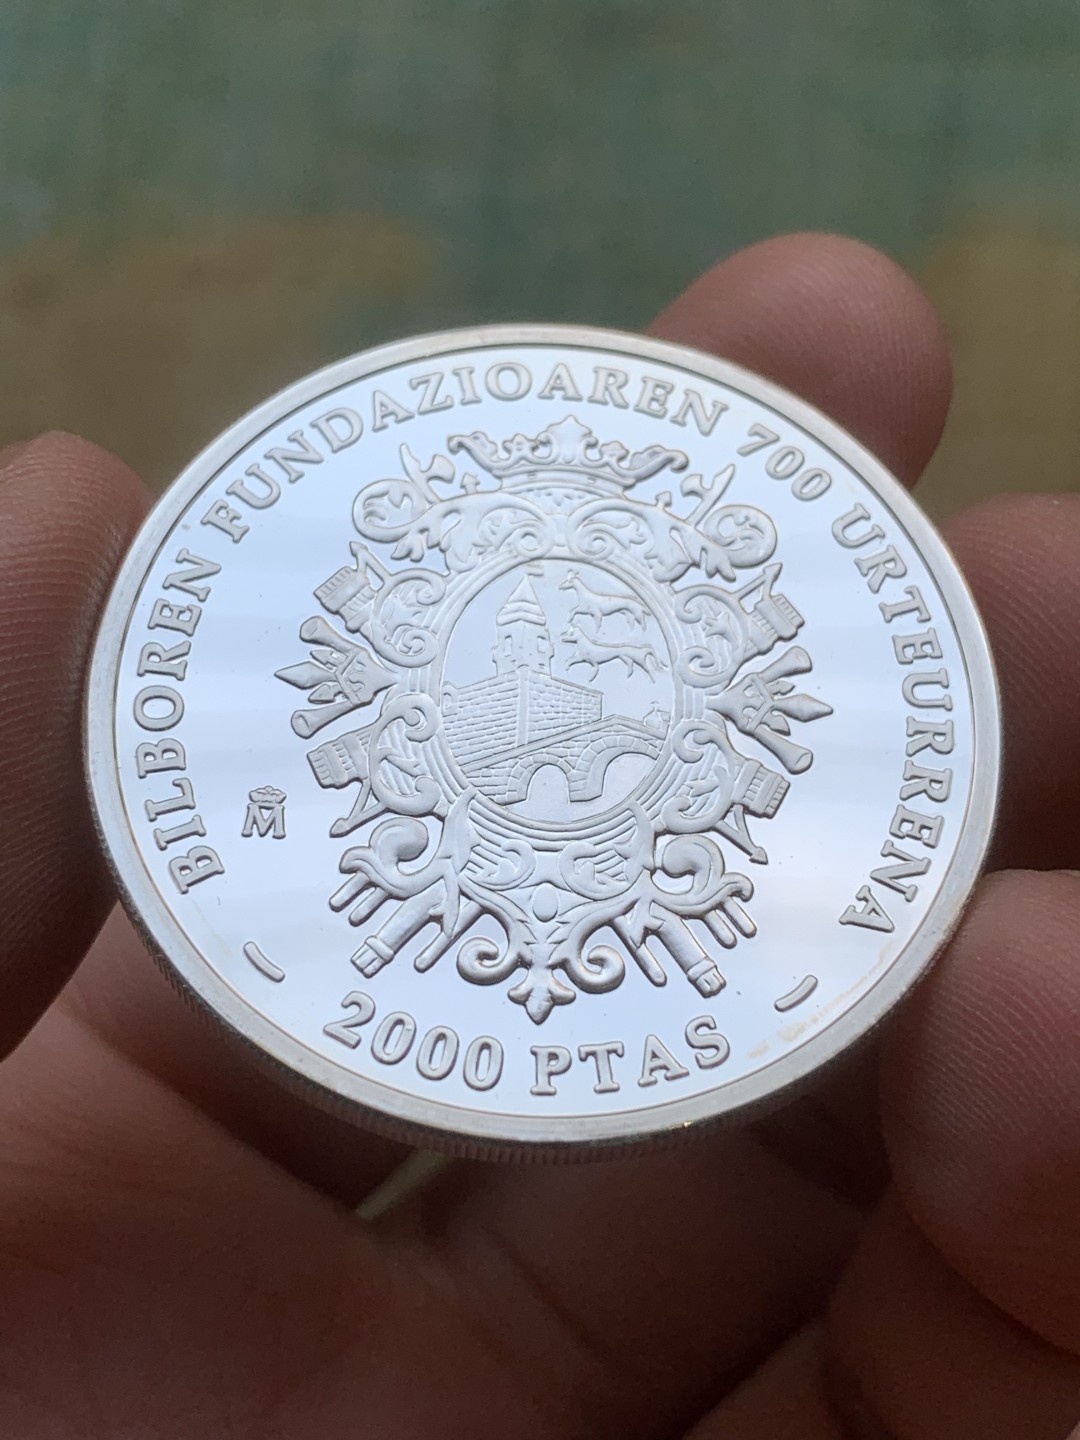 BILBOREN FUNDAZIOAREN 700 URTEURRENA
M
2000 PTAS